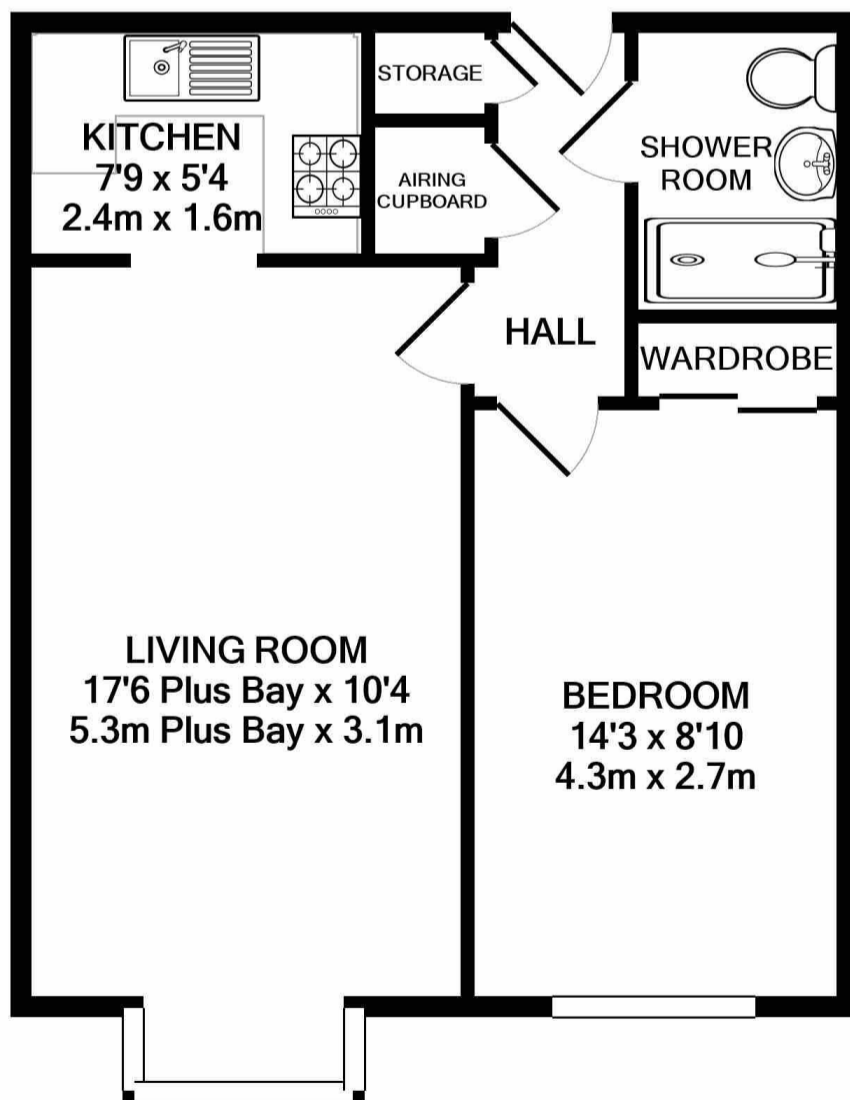 KITCHEN
7'9 x 5'4
2.4m x 1.6m
STORAGE
AIRING
CUPBOARD
SHOWER
ROOM
HALL
WARDROBE
LIVING ROOM
17'6 Plus Bay x 10'4
5.3m Plus Bay x 3.1m
BEDROOM
14'3 x 8'10
4.3m x 2.7m